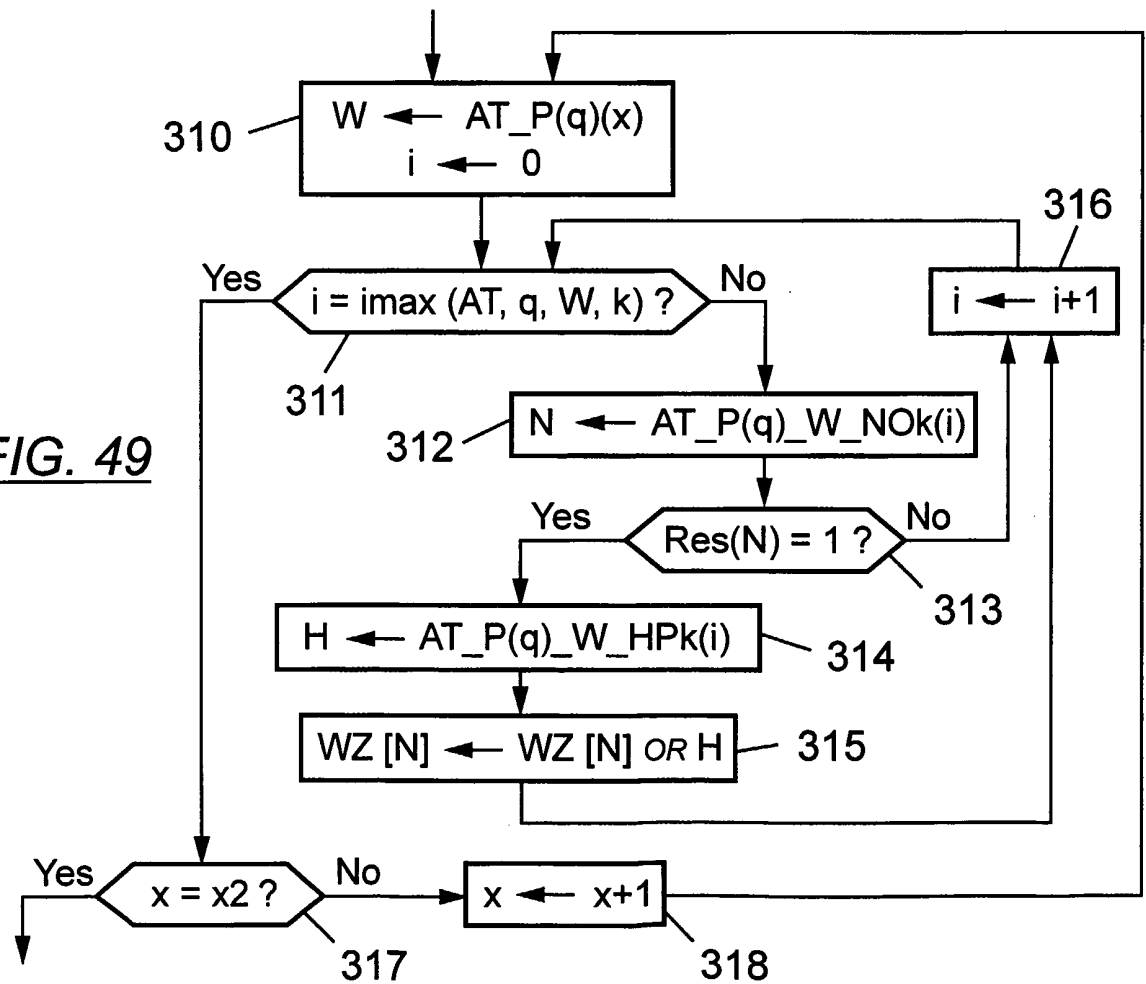 W ← AT_P(q)(x)
310
i ← 0
316
Yes
No
i = imax (AT, q, W, k) ?
i ← i+1
311
N ← AT_P(q)_W_NOk(i)
312
FIG. 49
Yes
No
Res(N) = 1 ?
313
H ← AT_P(q)_W_HPk(i)
314
WZ [N] ← WZ [N] OR H
315
Yes
No
x = x2 ?
x ← x+1
317
318